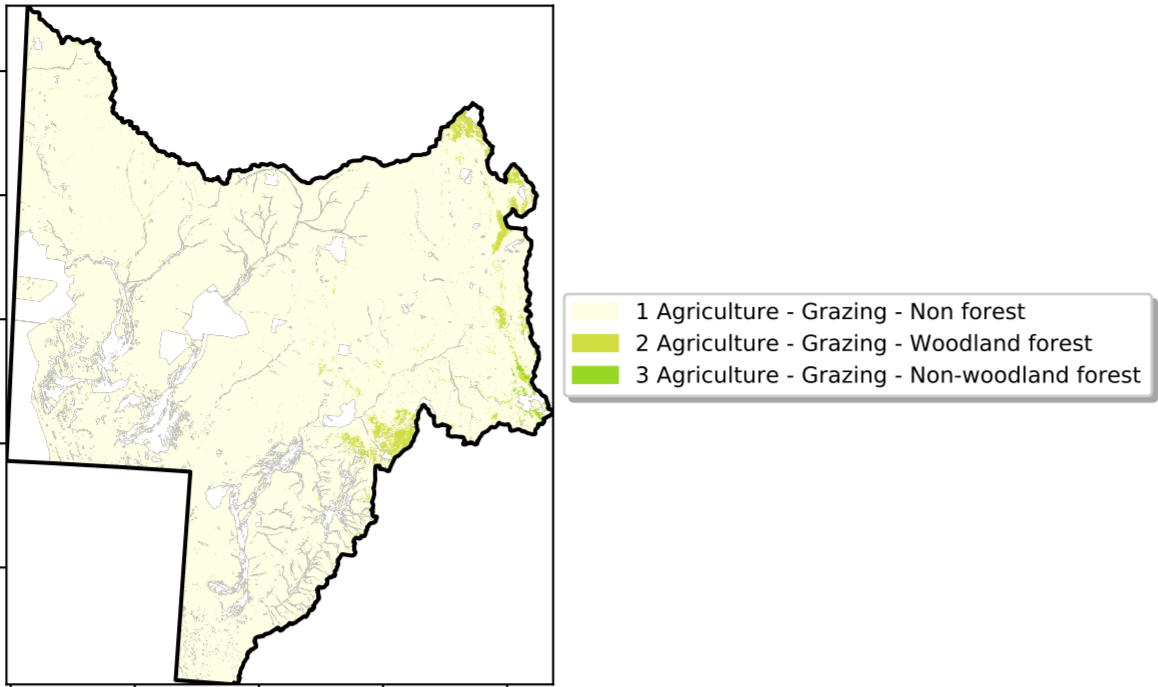 1 Agriculture - Grazing - Non forest
2 Agriculture - Grazing - Woodland forest
3 Agriculture - Grazing - Non-woodland forest